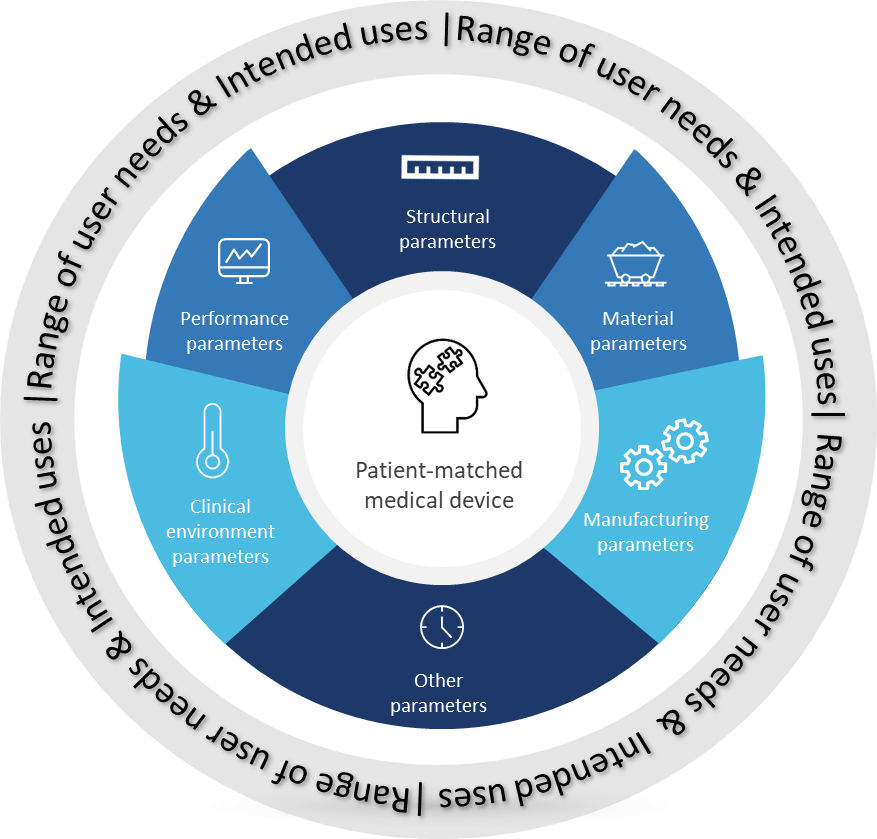 Range of user needs & Intended uses |
Range of user needs & Intended uses|
Range of user needs & Intended uses |
Range of user needs & Intended uses |
Structural
parameters
Performance
parameters
Material
parameters
Patient-matched
medical device
Clinical
environment
parameters
Manufacturing
parameters
Other
parameters